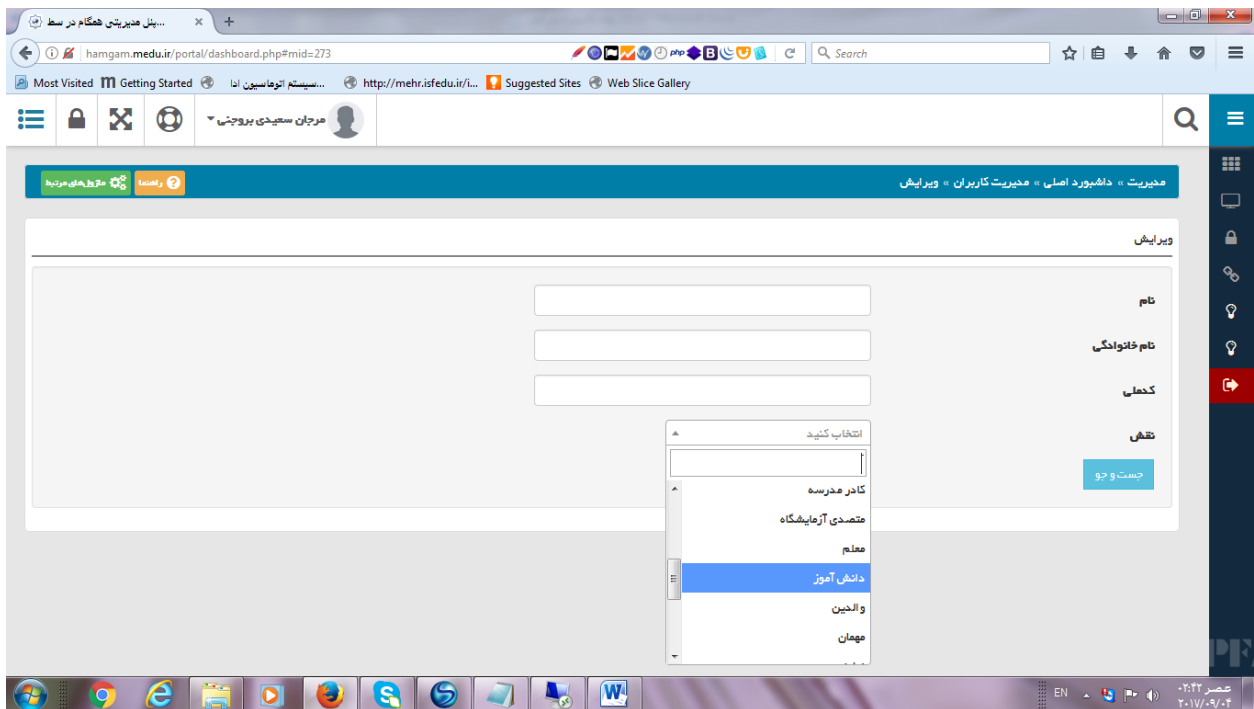 پنل مدیریتی همگام در سط...
hamgam.medu.ir/portal/dashboard.php#mid=273
Search
Most Visited Getting Started سیستم اتوماسیون ادا... http://mehr.isfedu.ir/i... Suggested Sites Web Slice Gallery
مرجان سعیدی بروجنی
مدیریت » داشبورد اصلی » مدیریت کاربران » ویرایش
راهنما
ماژول‌های مرتبط
ویرایش
نام
نام خانوادگی
کدملی
نقش
انتخاب کنید
جست و جو
کادر مدرسه
متصدی آزمایشگاه
معلم
دانش آموز
والدین
مهمان
EN
۰۲:۴۲ عصر
۲۰۱۷/۰۹/۰۴